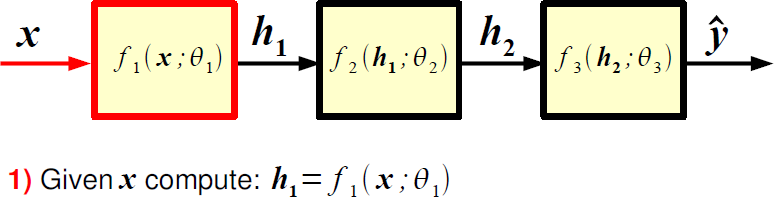 x h₁ h₂ ŷ
f₁(x;θ₁) f₂(h₁;θ₂) f₃(h₂;θ₃)
1) Given x compute: h₁=f₁(x;θ₁)